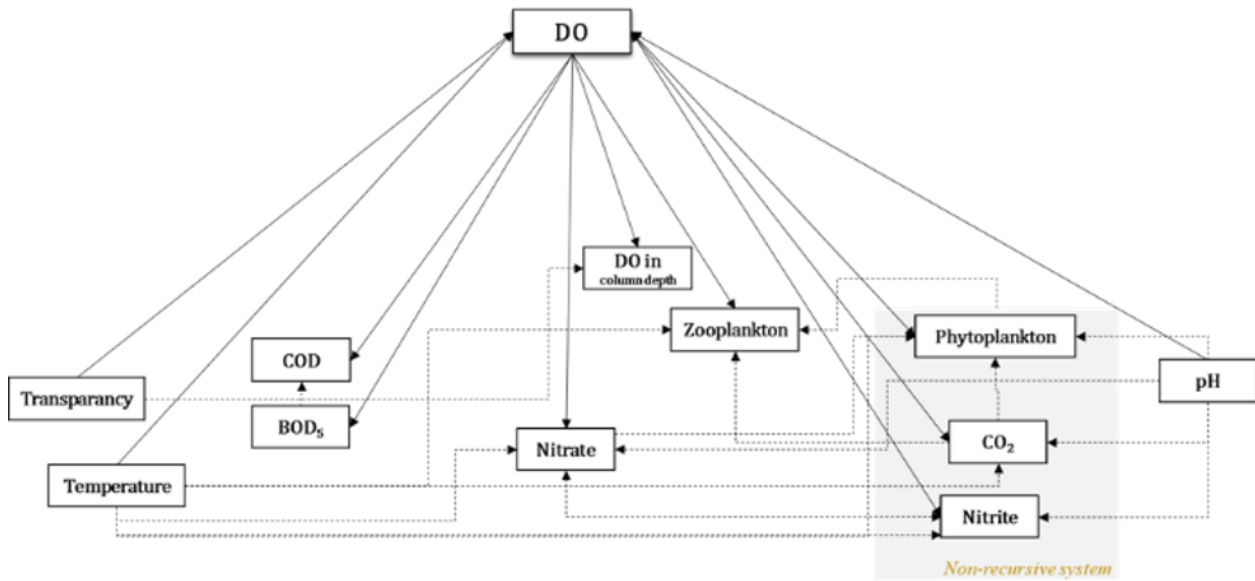 DO
DO in
column-depth
Zooplankton
Phytoplankton
COD
pH
Transparancy
BOD₅
Nitrate
CO₂
Temperature
Nitrite
Non-recursive system